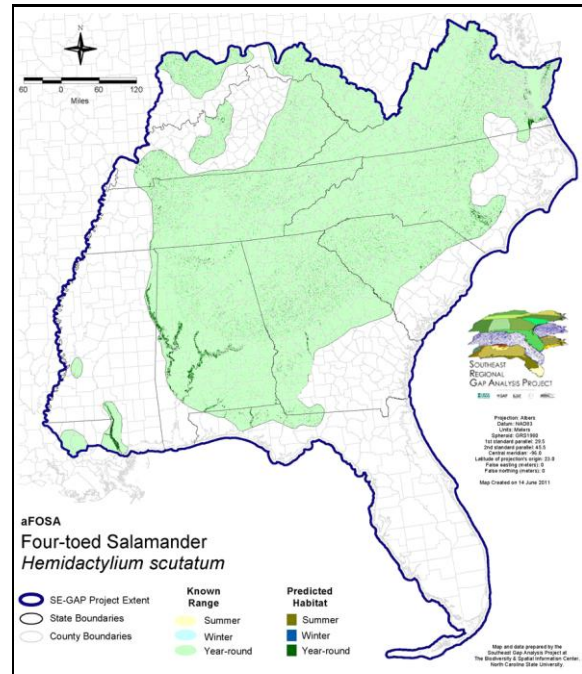 N
60 30 0 60 120
Miles
SOUTHEAST
REGIONAL
GAP ANALYSIS PROJECT
Projection: Albers
Datum: NAD83
Units: Meters
Spheroid: GRS1980
1st standard parallel: 29.5
2nd standard parallel: 45.5
Central meridian: -96.0
Latitude of projection's origin: 23.0
False easting (meters): 0
False northing (meters): 0
Map Created on 14 June 2011
aFOSA
Four-toed Salamander
Hemidactylium scutatum
SE-GAP Project Extent
State Boundaries
County Boundaries
Known
Range
Summer
Winter
Year-round
Predicted
Habitat
Summer
Winter
Year-round
Map and data prepared by the
Southeast Gap Analysis Project at
The Biodiversity & Spatial Information Center,
North Carolina State University.